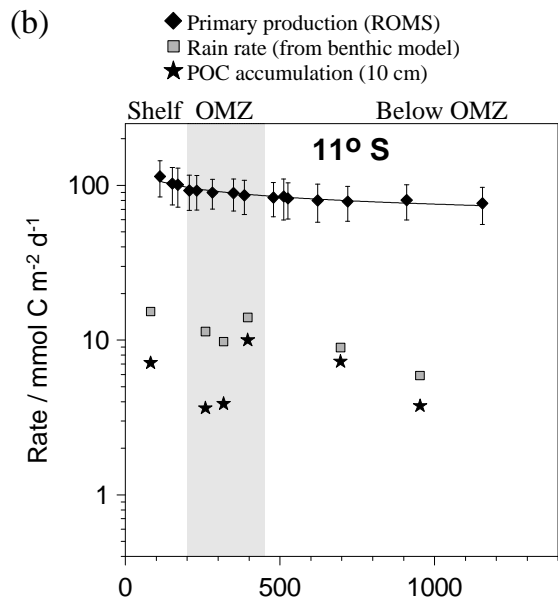 (b)
Primary production (ROMS)
Rain rate (from benthic model)
POC accumulation (10 cm)
Shelf OMZ Below OMZ
11° S
100
10
1
Rate / mmol C m⁻² d⁻¹
0 500 1000